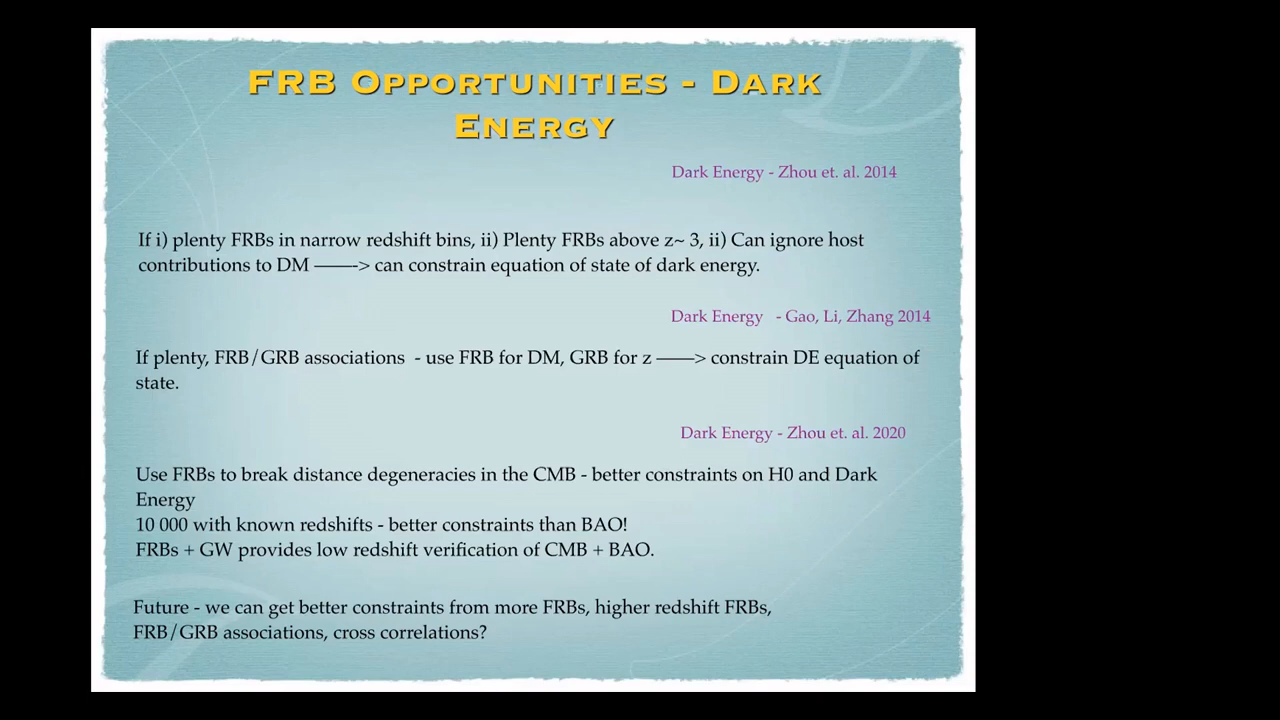 FRB Opportunities - Dark
Energy
Dark Energy - Zhou et. al. 2014
If i) plenty FRBs in narrow redshift bins, ii) Plenty FRBs above z~ 3, ii) Can ignore host
contributions to DM ——-> can constrain equation of state of dark energy.
Dark Energy - Gao, Li, Zhang 2014
If plenty, FRB/GRB associations - use FRB for DM, GRB for z ——> constrain DE equation of
state.
Dark Energy - Zhou et. al. 2020
Use FRBs to break distance degeneracies in the CMB - better constraints on H0 and Dark
Energy
10 000 with known redshifts - better constraints than BAO!
FRBs + GW provides low redshift verification of CMB + BAO.
Future - we can get better constraints from more FRBs, higher redshift FRBs,
FRB/GRB associations, cross correlations?